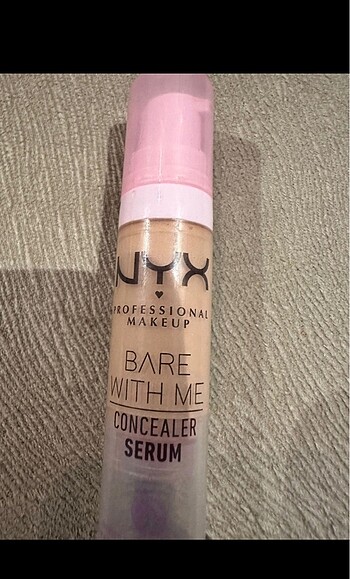 NYX
PROFESSIONAL
MAKEUP
BARE
WITH ME
CONCEALER
SERUM